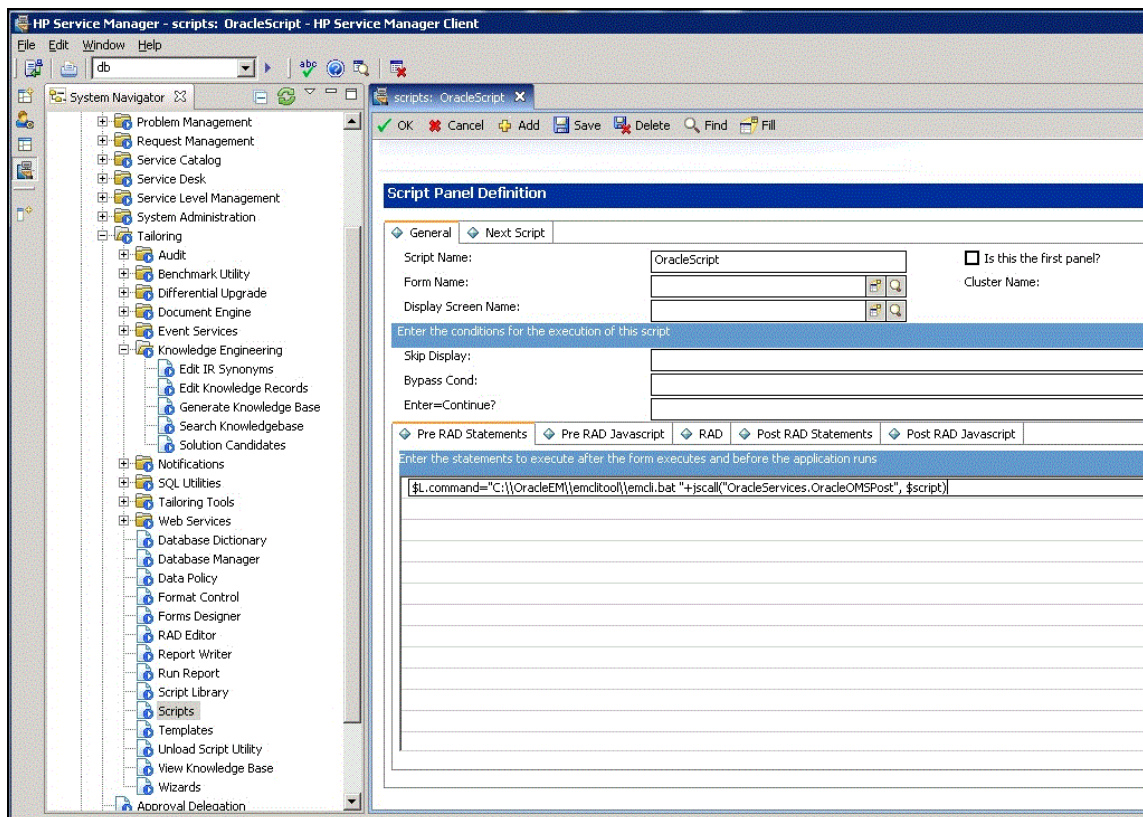 HP Service Manager - scripts: OracleScript - HP Service Manager Client
File Edit Window Help
db
abc
System Navigator
Problem Management
Request Management
Service Catalog
Service Desk
Service Level Management
System Administration
Tailoring
Audit
Benchmark Utility
Differential Upgrade
Document Engine
Event Services
Knowledge Engineering
Edit IR Synonyms
Edit Knowledge Records
Generate Knowledge Base
Search Knowledgebase
Solution Candidates
Notifications
SQL Utilities
Tailoring Tools
Web Services
Database Dictionary
Database Manager
Data Policy
Format Control
Forms Designer
RAD Editor
Report Writer
Run Report
Script Library
Scripts
Templates
Unload Script Utility
View Knowledge Base
Wizards
Approval Delegation
scripts: OracleScript
OK Cancel Add Save Delete Find Fill
Script Panel Definition
General Next Script
Script Name: OracleScript Is this the first panel?
Form Name: Cluster Name:
Display Screen Name:
Enter the conditions for the execution of this script
Skip Display:
Bypass Cond:
Enter=Continue?
Pre RAD Statements Pre RAD Javascript RAD Post RAD Statements Post RAD Javascript
Enter the statements to execute after the form executes and before the application runs
$L.command="C:\\OracleEM\\emclitool\\emcli.bat "+jscall("OracleServices.OracleOMSPost", $script)